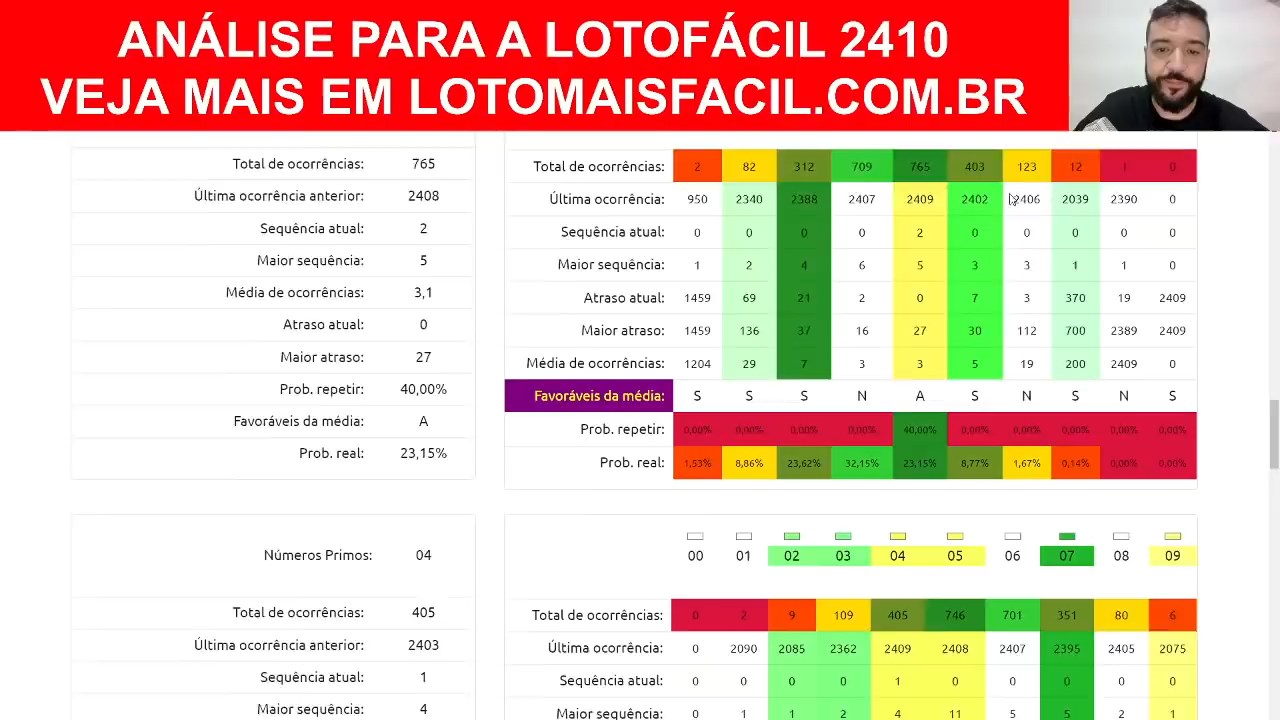 ANÁLISE PARA A LOTOFÁCIL 2410
VEJA MAIS EM LOTOMAISFACIL.COM.BR
Total de ocorrências: 765
Última ocorrência anterior: 2408
Sequência atual: 2
Maior sequência: 5
Média de ocorrências: 3,1
Atraso atual: 0
Maior atraso: 27
Prob. repetir: 40,00%
Favoráveis da média: A
Prob. real: 23,15%
Total de ocorrências: 2 82 312 709 765 403 123 12 1 0
Última ocorrência: 950 2340 2388 2407 2409 2402 2406 2039 2390 0
Sequência atual: 0 0 0 0 2 0 0 0 0 0
Maior sequência: 1 2 4 6 5 3 3 1 1 0
Atraso atual: 1459 69 21 2 0 7 3 370 19 2409
Maior atraso: 1459 136 37 16 27 30 112 700 2389 2409
Média de ocorrências: 1204 29 7 3 3 5 19 200 2409 0
Favoráveis da média: S S S N A S N S N S
Prob. repetir: 0,00% 0,00% 0,00% 0,00% 40,00% 0,00% 0,00% 0,00% 0,00% 0,00%
Prob. real: 1,53% 8,86% 23,62% 32,15% 23,15% 8,77% 1,67% 0,14% 0,00% 0,00%
Números Primos: 04
Total de ocorrências: 405
Última ocorrência anterior: 2403
Sequência atual: 1
Maior sequência: 4
00 01 02 03 04 05 06 07 08 09
Total de ocorrências: 0 2 9 109 405 746 701 351 80 6
Última ocorrência: 0 2090 2085 2362 2409 2408 2407 2395 2405 2075
Sequência atual: 0 0 0 0 1 0 0 0 0 0
Maior sequência: 0 1 1 2 4 11 5 5 2 1